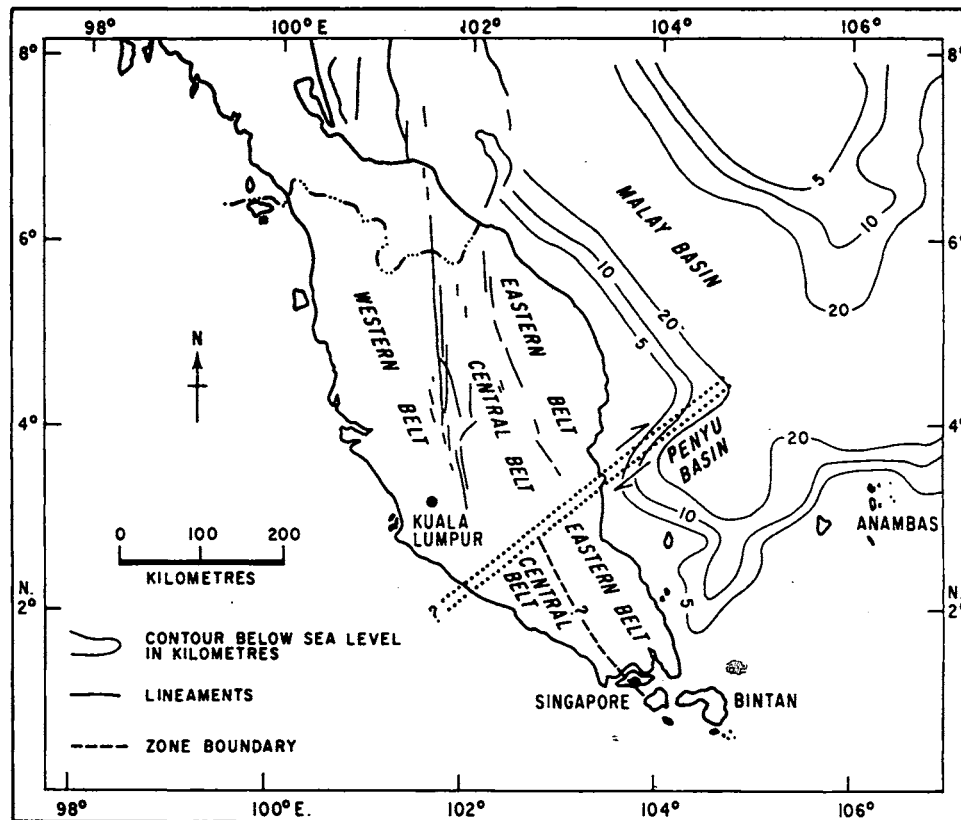 98° 100° E 102° 104° 106°
8° 8°
5
10
20
MALAY BASIN
6° 6°
10
20
5
WESTERN BELT
EASTERN BELT
CENTRAL BELT
N
4° 4°
PENYU
BASIN
20
10
5
ANAMBAS
KUALA
LUMPUR
0 100 200
KILOMETRES
EASTERN BELT
CENTRAL
BELT
?
?
N. N.
2° 2°
CONTOUR BELOW SEA LEVEL
IN KILOMETRES
LINEAMENTS
ZONE BOUNDARY
SINGAPORE
BINTAN
98° 100° E. 102° 104° 106°